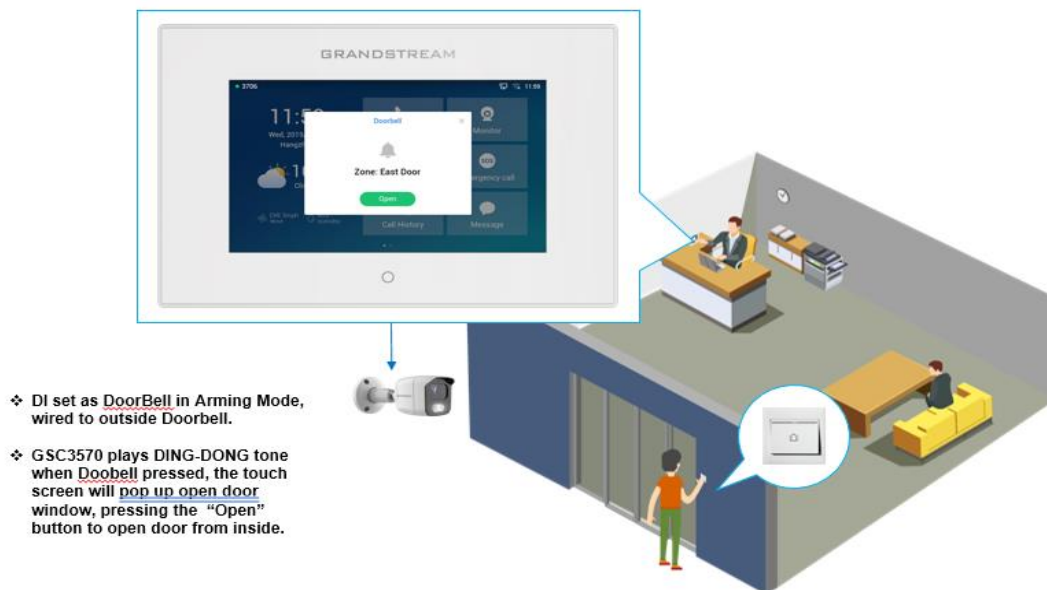 GRANDSTREAM
3706
11:59
Doorbell
Monitor
Wed, 2019
Zone: East Door
Open
Call History
Message
❖ DI set as DoorBell in Arming Mode,
wired to outside Doorbell.
❖ GSC3570 plays DING-DONG tone
when Doobell pressed, the touch
screen will pop up open door
window, pressing the “Open”
button to open door from inside.